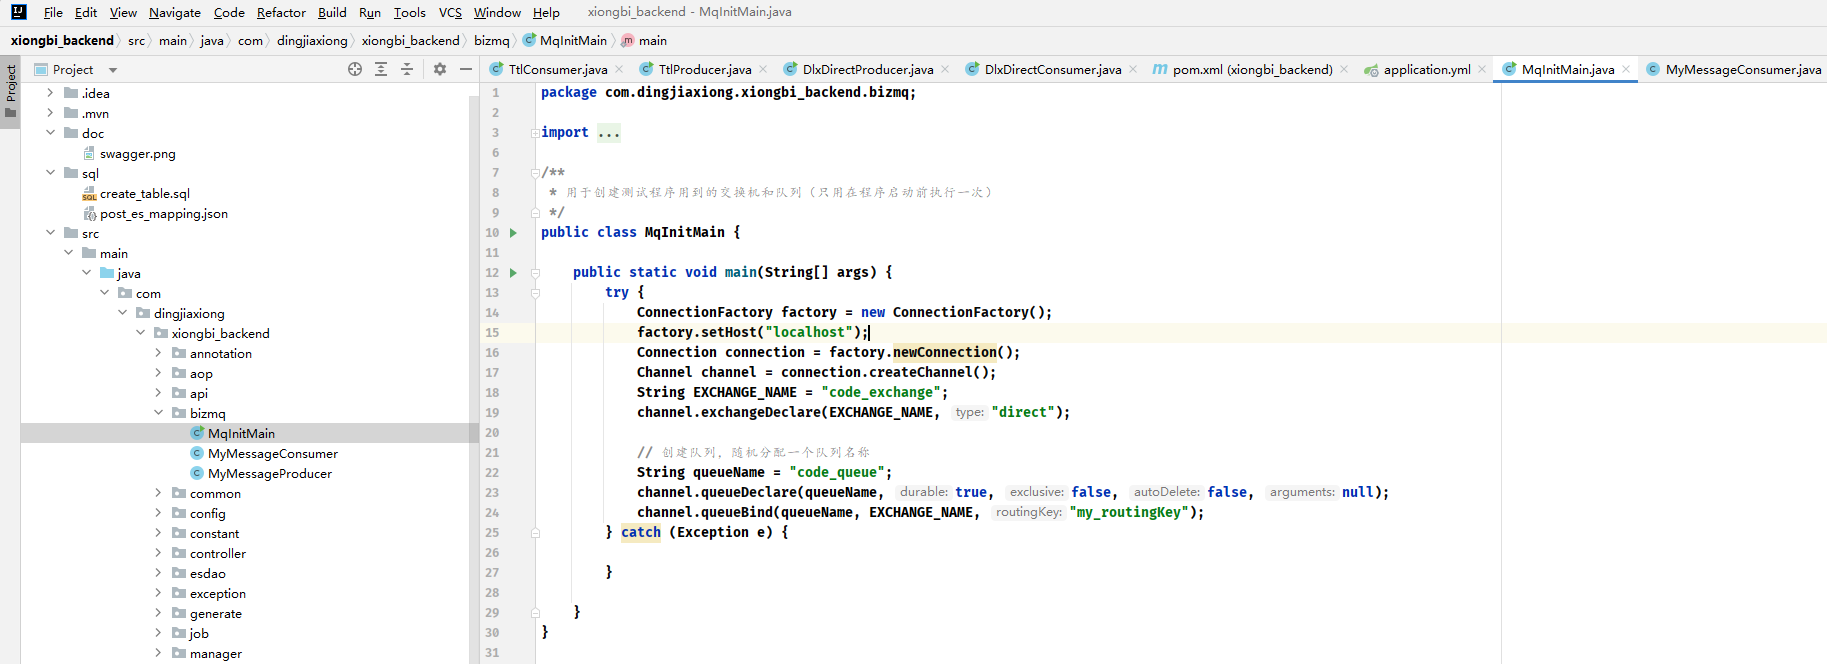 File Edit View Navigate Code Refactor Build Run Tools VCS Window Help xiongbi_backend - MqInitMain.java
xiongbi_backend src main java com dingjiaxiong xiongbi_backend bizmq MqInitMain main
Project
Project
TtlConsumer.java TtlProducer.java DlxDirectProducer.java DlxDirectConsumer.java pom.xml (xiongbi_backend) application.yml MqInitMain.java MyMessageConsumer.java
.idea
.mvn
doc
swagger.png
sql
create_table.sql
post_es_mapping.json
src
main
java
com
dingjiaxiong
xiongbi_backend
annotation
aop
api
bizmq
MqInitMain
MyMessageConsumer
MyMessageProducer
common
config
constant
controller
esdao
exception
generate
job
manager
1 package com.dingjiaxiong.xiongbi_backend.bizmq;
2
3 import ...
6
7 /**
8 * 用于创建测试程序用到的交换机和队列（只用在程序启动前执行一次）
9 */
10 public class MqInitMain {
11
12 public static void main(String[] args) {
13 try {
14 ConnectionFactory factory = new ConnectionFactory();
15 factory.setHost("localhost");
16 Connection connection = factory.newConnection();
17 Channel channel = connection.createChannel();
18 String EXCHANGE_NAME = "code_exchange";
19 channel.exchangeDeclare(EXCHANGE_NAME, type: "direct");
20
21 // 创建队列，随机分配一个队列名称
22 String queueName = "code_queue";
23 channel.queueDeclare(queueName, durable: true, exclusive: false, autoDelete: false, arguments: null);
24 channel.queueBind(queueName, EXCHANGE_NAME, routingKey: "my_routingKey");
25 } catch (Exception e) {
26
27 }
28
29 }
30 }
31